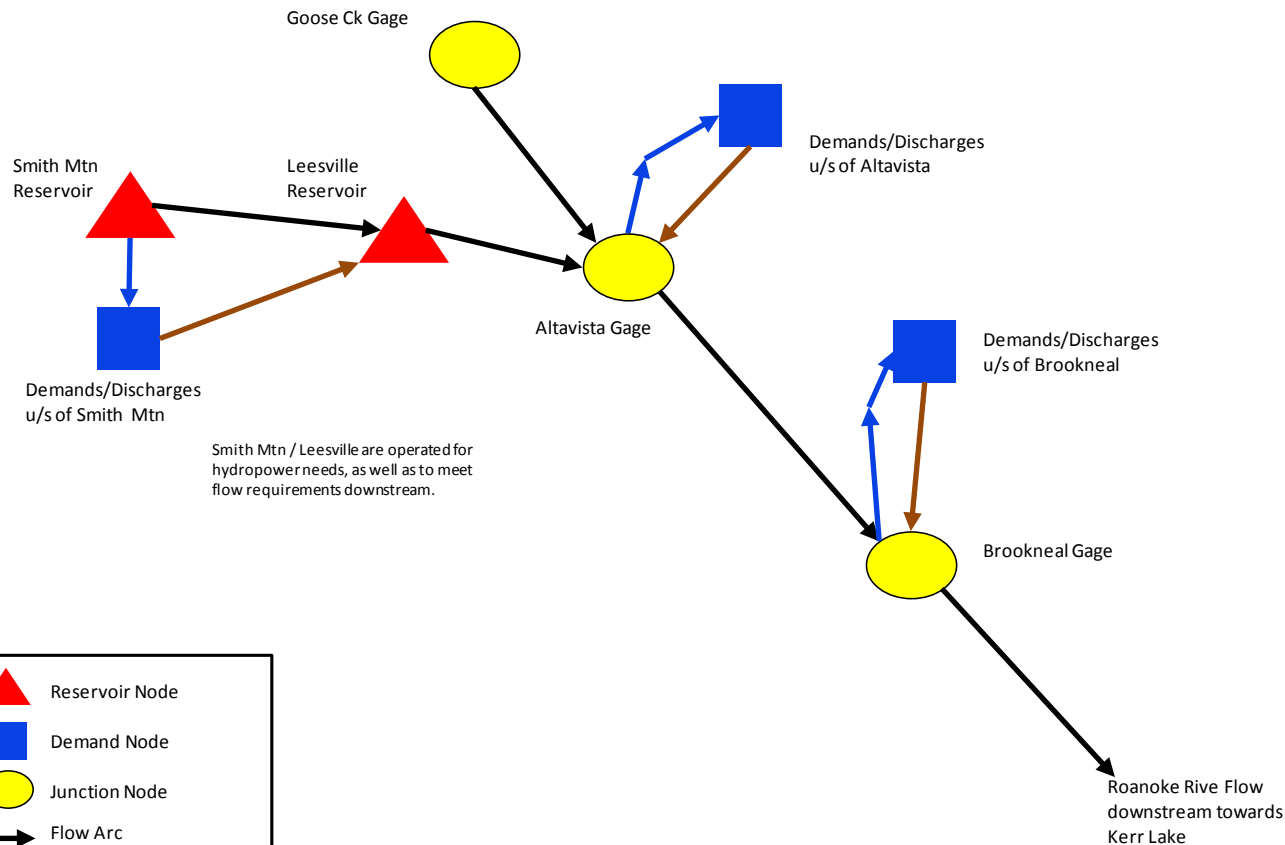 Goose Ck Gage
Demands/Discharges
u/s of Altavista
Smith Mtn
Reservoir
Leesville
Reservoir
Altavista Gage
Demands/Discharges
u/s of Brookneal
Demands/Discharges
u/s of Smith Mtn
Smith Mtn / Leesville are operated for
hydropower needs, as well as to meet
flow requirements downstream.
Brookneal Gage
Reservoir Node
Demand Node
Junction Node
Flow Arc
Roanoke Rive Flow
downstream towards
Kerr Lake